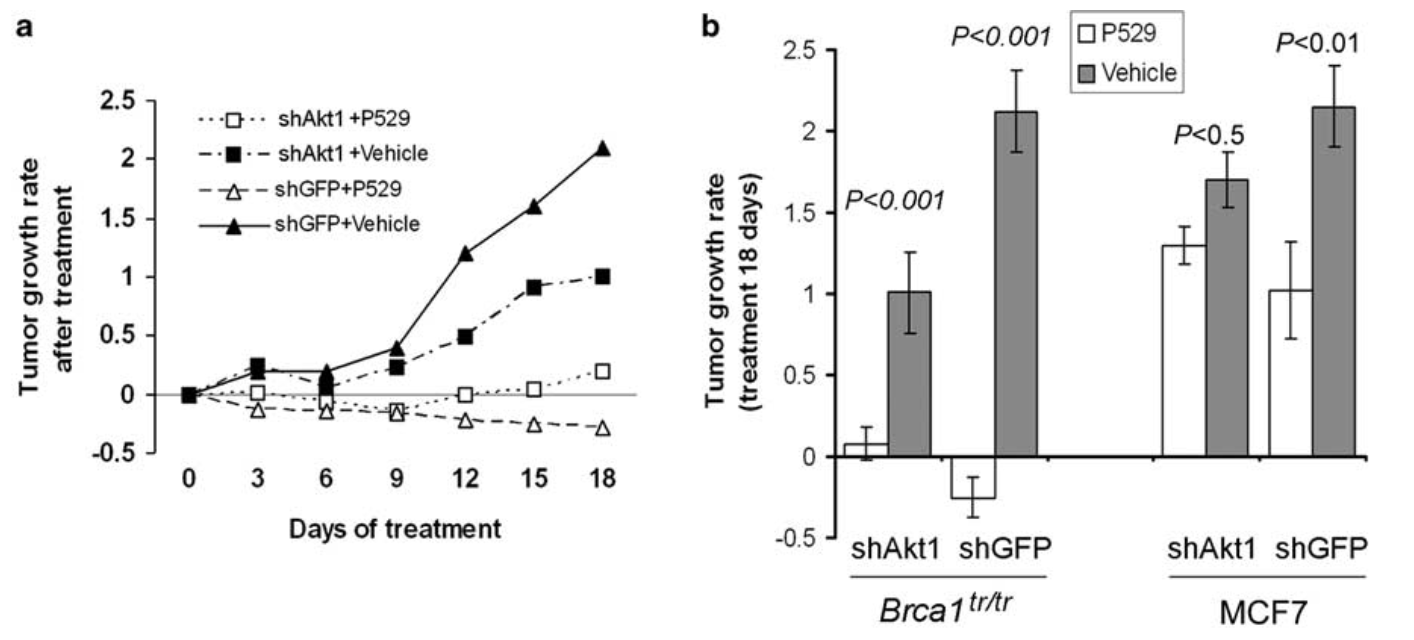 a
Tumor growth rate
after treatment
2.5
2
1.5
1
0.5
0
-0.5
shAkt1+P529
shAkt1+Vehicle
shGFP+P529
shGFP+Vehicle
0 3 6 9 12 15 18
Days of treatment
b
Tumor growth rate
(treatment 18 days)
2.5
2
1.5
1
0.5
0
-0.5
P529
Vehicle
P<0.001
P<0.001
P<0.5
P<0.01
shAkt1 shGFP shAkt1 shGFP
Brca1tr/tr MCF7